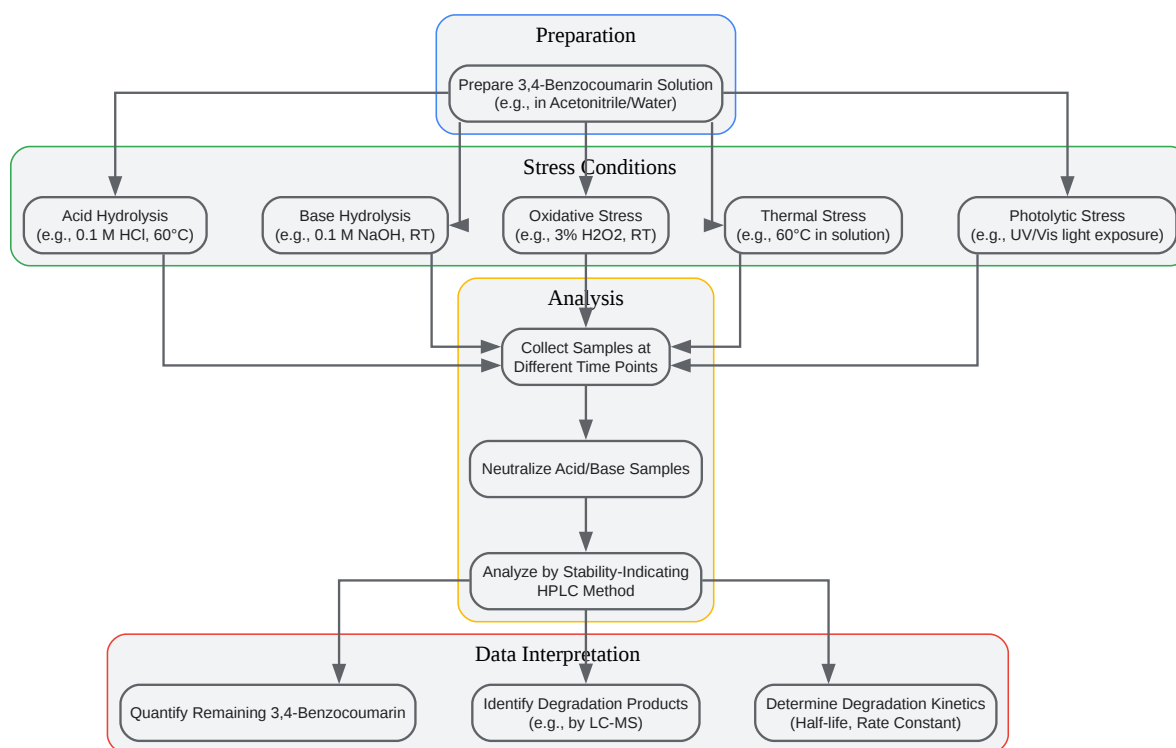 Preparation
Prepare 3,4-Benzocoumarin Solution
(e.g., in Acetonitrile/Water)
Stress Conditions
Acid Hydrolysis
(e.g., 0.1 M HCl, 60°C)
Base Hydrolysis
(e.g., 0.1 M NaOH, RT)
Oxidative Stress
(e.g., 3% H2O2, RT)
Thermal Stress
(e.g., 60°C in solution)
Photolytic Stress
(e.g., UV/Vis light exposure)
Analysis
Collect Samples at
Different Time Points
Neutralize Acid/Base Samples
Analyze by Stability-Indicating
HPLC Method
Data Interpretation
Quantify Remaining 3,4-Benzocoumarin
Identify Degradation Products
(e.g., by LC-MS)
Determine Degradation Kinetics
(Half-life, Rate Constant)